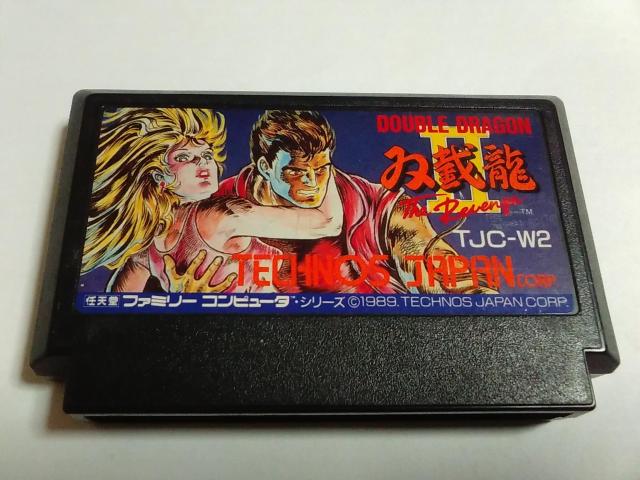 DOUBLE DRAGON
II
双截龍
The Revenge ™
TJC-W2
TECHNOS JAPAN CORP.
任天堂 ファミリー コンピュータ・シリーズ ©1989. TECHNOS JAPAN CORP.